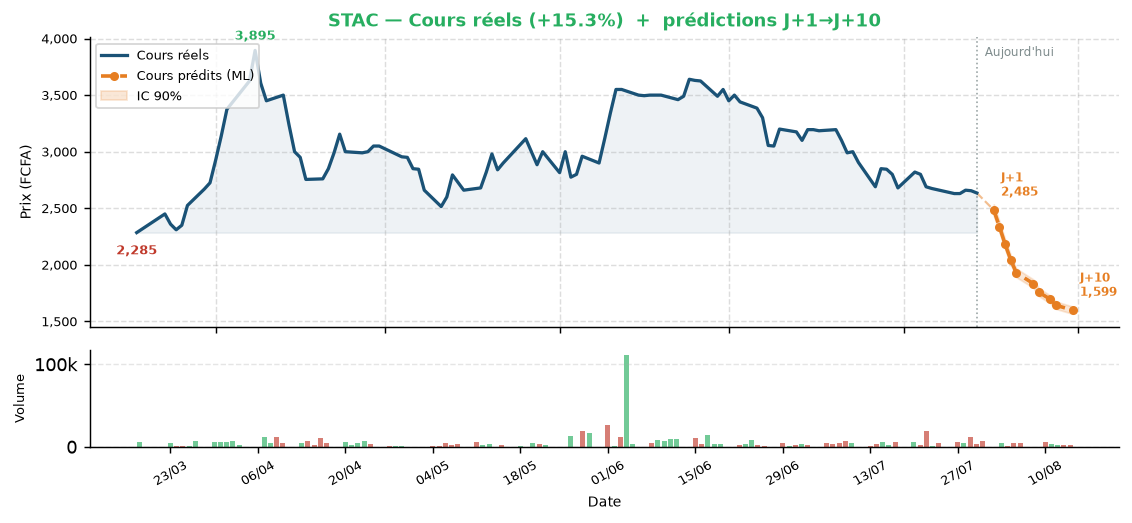 STAC — Cours réels (+15.3%) + prédictions J+1→J+10
Prix (FCFA)
4,000
3,500
3,000
2,500
2,000
1,500
Cours réels
Cours prédits (ML)
IC 90%
3,895
2,285
Aujourd'hui
J+1
2,485
J+10
1,599
Volume
100k
0
23/03
06/04
20/04
04/05
18/05
01/06
15/06
29/06
13/07
27/07
10/08
Date